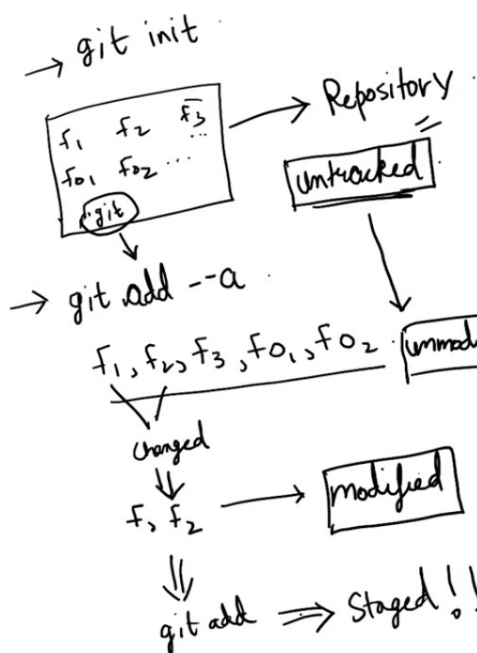 → git init
f1 f2 f3 ...
→ Repository
fo1 fo2 ...
untracked
.git
→ git add --a
f1, f2, f3, fo1, fo2
unmod
changed
f1 f2 → modified
git add ⇒ Staged!!